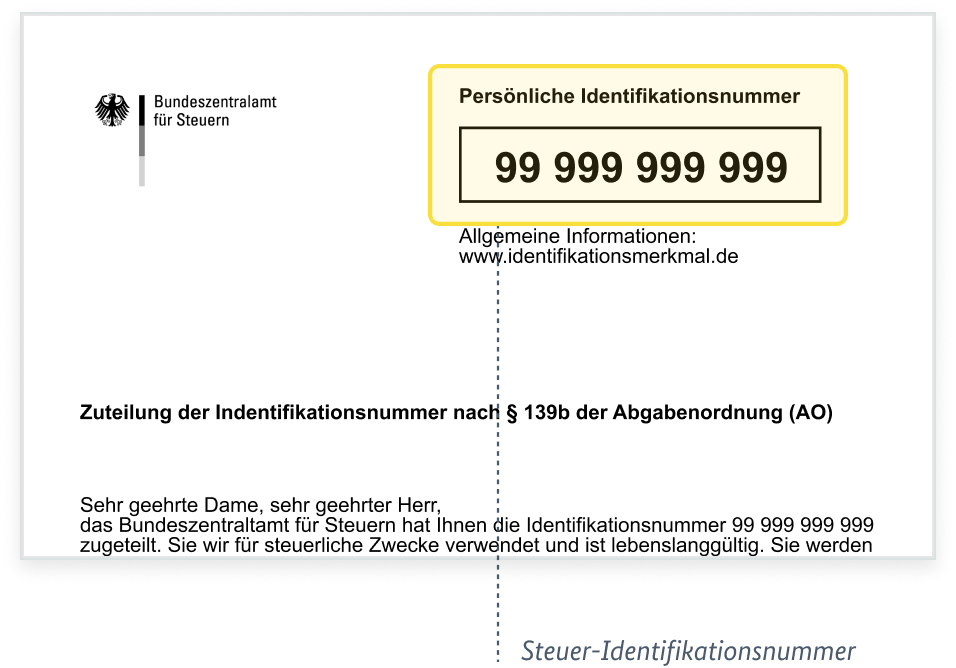 Bundeszentralamt
für Steuern
Persönliche Identifikationsnummer
99 999 999 999
Allgemeine Informationen:
www.identifikationsmerkmal.de
Zuteilung der Indentifikationsnummer nach § 139b der Abgabenordnung (AO)
Sehr geehrte Dame, sehr geehrter Herr,
das Bundeszentraltamt für Steuern hat Ihnen die Identifikationsnummer 99 999 999 999
zugeteilt. Sie wir für steuerliche Zwecke verwendet und ist lebenslanggültig. Sie werden
Steuer-Identifikationsnummer